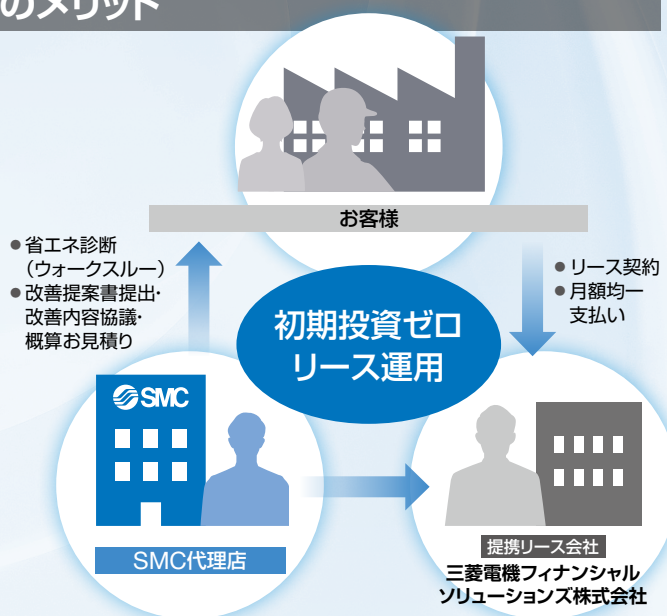 のメリット
お客様
● 省エネ診断
（ウォークスルー）
● 改善提案書提出・
改善内容協議・
概算お見積り
● リース契約
● 月額均一
支払い
初期投資ゼロ
リース運用
SMC
SMC代理店
提携リース会社
三菱電機フィナンシャル
ソリューションズ株式会社